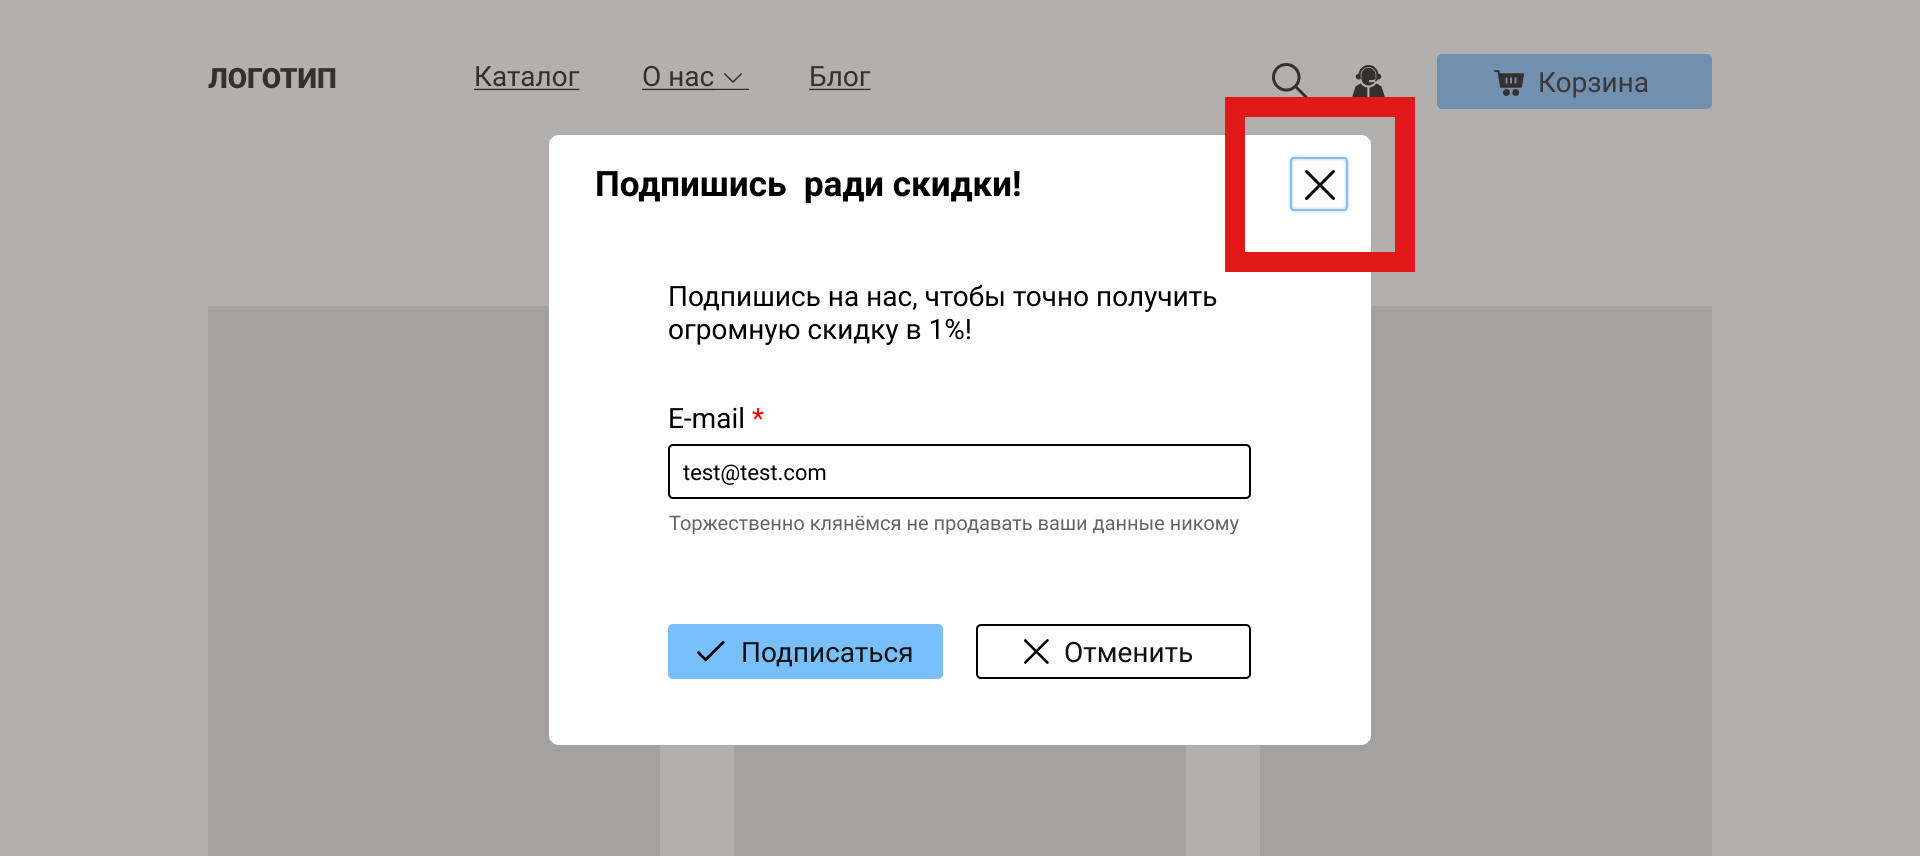 ЛОГОТИП Каталог О нас Блог Корзина
Подпишись ради скидки!
Подпишись на нас, чтобы точно получить
огромную скидку в 1%!
E-mail *
test@test.com
Торжественно клянёмся не продавать ваши данные никому
Подписаться Отменить